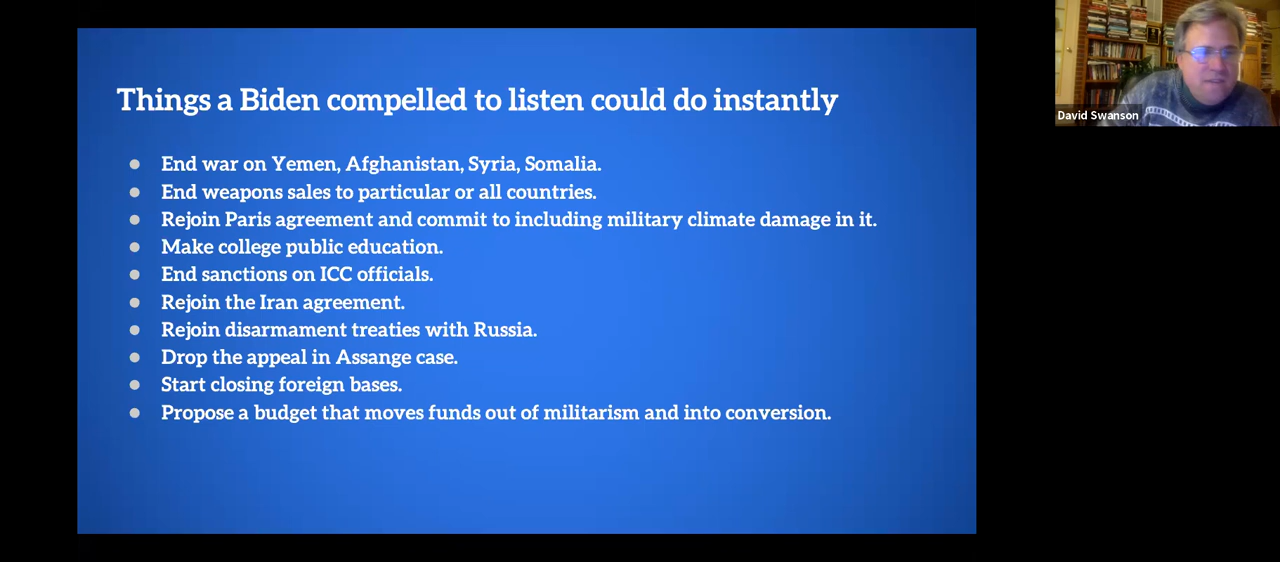 Things a Biden compelled to listen could do instantly
● End war on Yemen, Afghanistan, Syria, Somalia.
● End weapons sales to particular or all countries.
● Rejoin Paris agreement and commit to including military climate damage in it.
● Make college public education.
● End sanctions on ICC officials.
● Rejoin the Iran agreement.
● Rejoin disarmament treaties with Russia.
● Drop the appeal in Assange case.
● Start closing foreign bases.
● Propose a budget that moves funds out of militarism and into conversion.
David Swanson